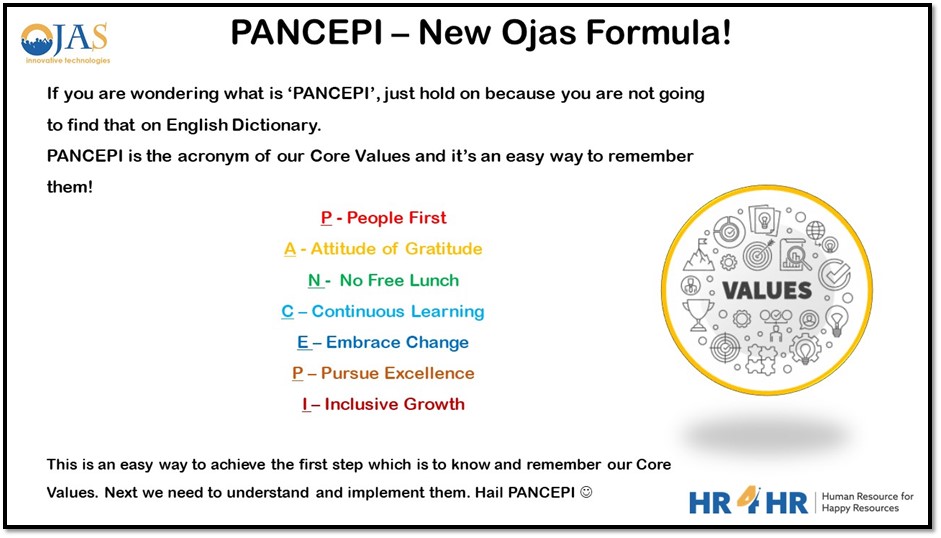 OJAS
innovative technologies
PANCEPI – New Ojas Formula!
If you are wondering what is ‘PANCEPI’, just hold on because you are not going
to find that on English Dictionary.
PANCEPI is the acronym of our Core Values and it’s an easy way to remember
them!
P - People First
A - Attitude of Gratitude
N - No Free Lunch
C – Continuous Learning
E – Embrace Change
P – Pursue Excellence
I – Inclusive Growth
VALUES
This is an easy way to achieve the first step which is to know and remember our Core
Values. Next we need to understand and implement them. Hail PANCEPI ☺
HR4HR
Human Resource for
Happy Resources